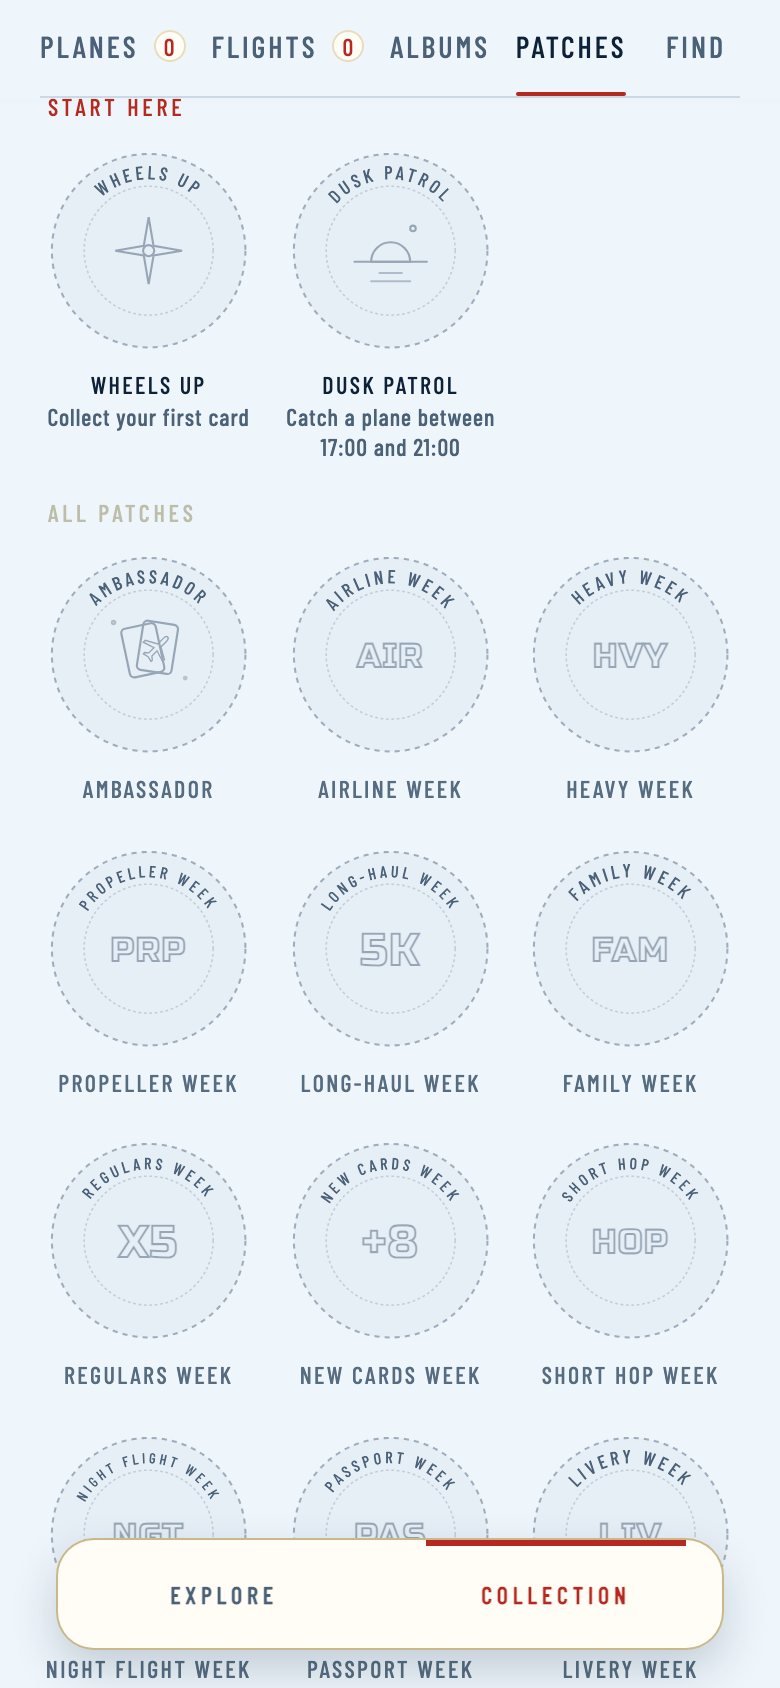 PLANES 0 FLIGHTS 0 ALBUMS PATCHES FIND
START HERE
WHEELS UP
DUSK PATROL
WHEELS UP
Collect your first card
DUSK PATROL
Catch a plane between
17:00 and 21:00
ALL PATCHES
AMBASSADOR
AIRLINE WEEK
AIR
HEAVY WEEK
HVY
AMBASSADOR
AIRLINE WEEK
HEAVY WEEK
PROPELLER WEEK
PRP
LONG-HAUL WEEK
5K
FAMILY WEEK
FAM
PROPELLER WEEK
LONG-HAUL WEEK
FAMILY WEEK
REGULARS WEEK
X5
NEW CARDS WEEK
+8
SHORT HOP WEEK
HOP
REGULARS WEEK
NEW CARDS WEEK
SHORT HOP WEEK
NIGHT FLIGHT WEEK
NGT
PASSPORT WEEK
PAS
LIVERY WEEK
LIV
EXPLORE
COLLECTION
NIGHT FLIGHT WEEK
PASSPORT WEEK
LIVERY WEEK